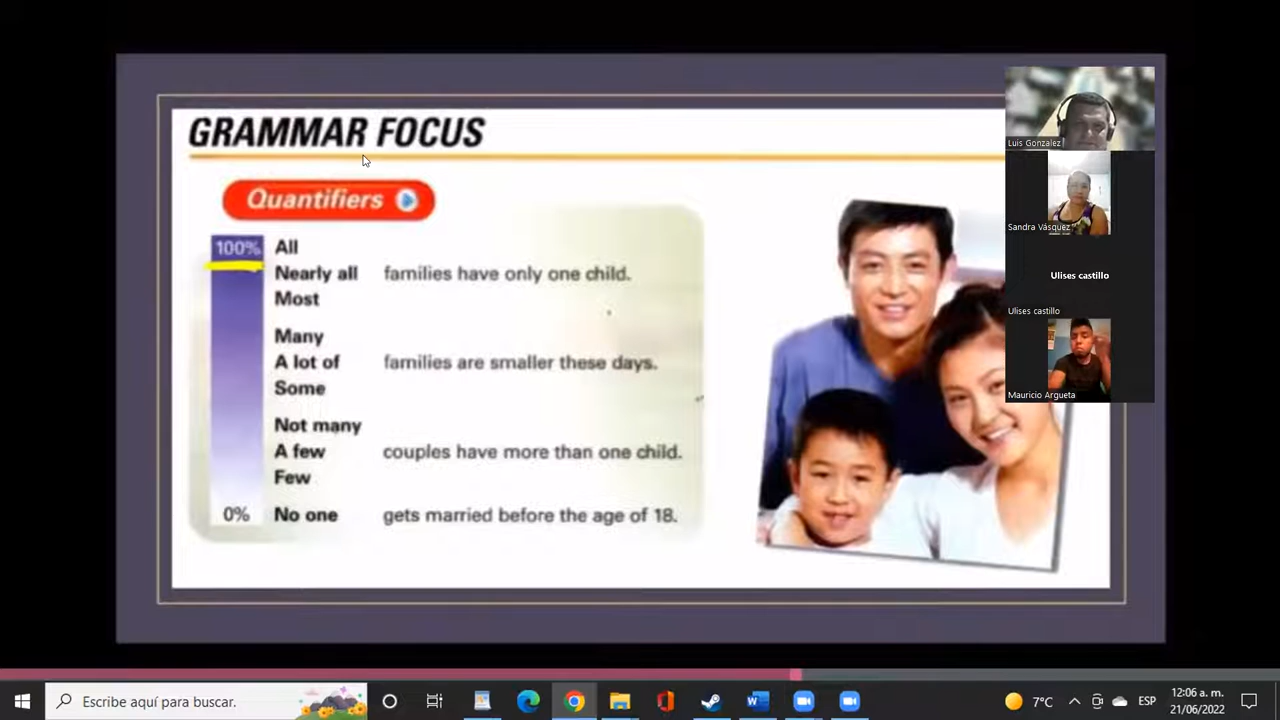 GRAMMAR FOCUS
Quantifiers
100% All
Nearly all families have only one child.
Most
Many
A lot of families are smaller these days.
Some
Not many
A few couples have more than one child.
Few
0% No one gets married before the age of 18.
Luis Gonzalez
Sandra Vásquez
Ulises castillo
Ulises castillo
Mauricio Argueta
Escribe aquí para buscar.
7°C
ESP
12:06 a. m.
21/06/2022